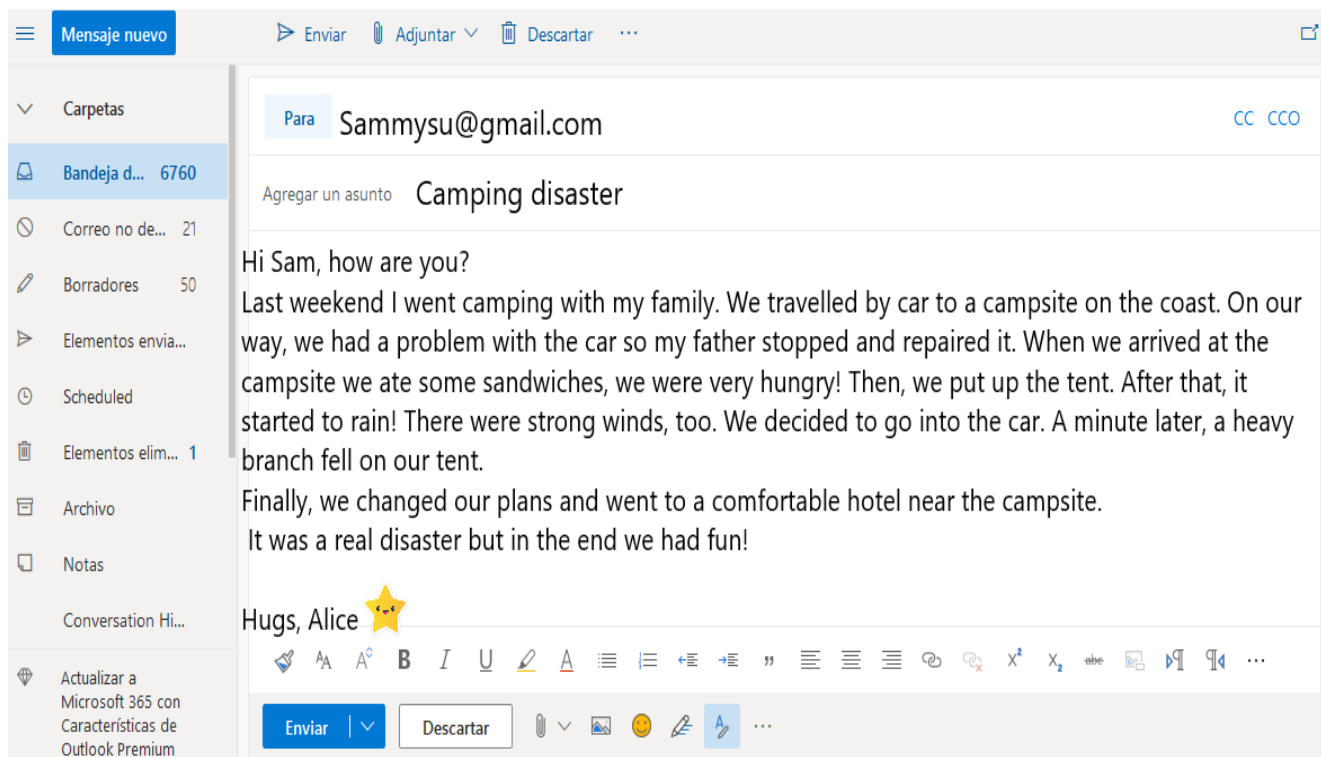 Mensaje nuevo
Enviar Adjuntar Descartar ...
Carpetas
Bandeja d... 6760
Correo no de... 21
Borradores 50
Elementos envia...
Scheduled
Elementos elim... 1
Archivo
Notas
Conversation Hi...
Actualizar a
Microsoft 365 con
Características de
Outlook Premium
Para Sammysu@gmail.com CC CCO
Agregar un asunto Camping disaster
Hi Sam, how are you?
Last weekend I went camping with my family. We travelled by car to a campsite on the coast. On our
way, we had a problem with the car so my father stopped and repaired it. When we arrived at the
campsite we ate some sandwiches, we were very hungry! Then, we put up the tent. After that, it
started to rain! There were strong winds, too. We decided to go into the car. A minute later, a heavy
branch fell on our tent.
Finally, we changed our plans and went to a comfortable hotel near the campsite.
It was a real disaster but in the end we had fun!
Hugs, Alice
Enviar Descartar